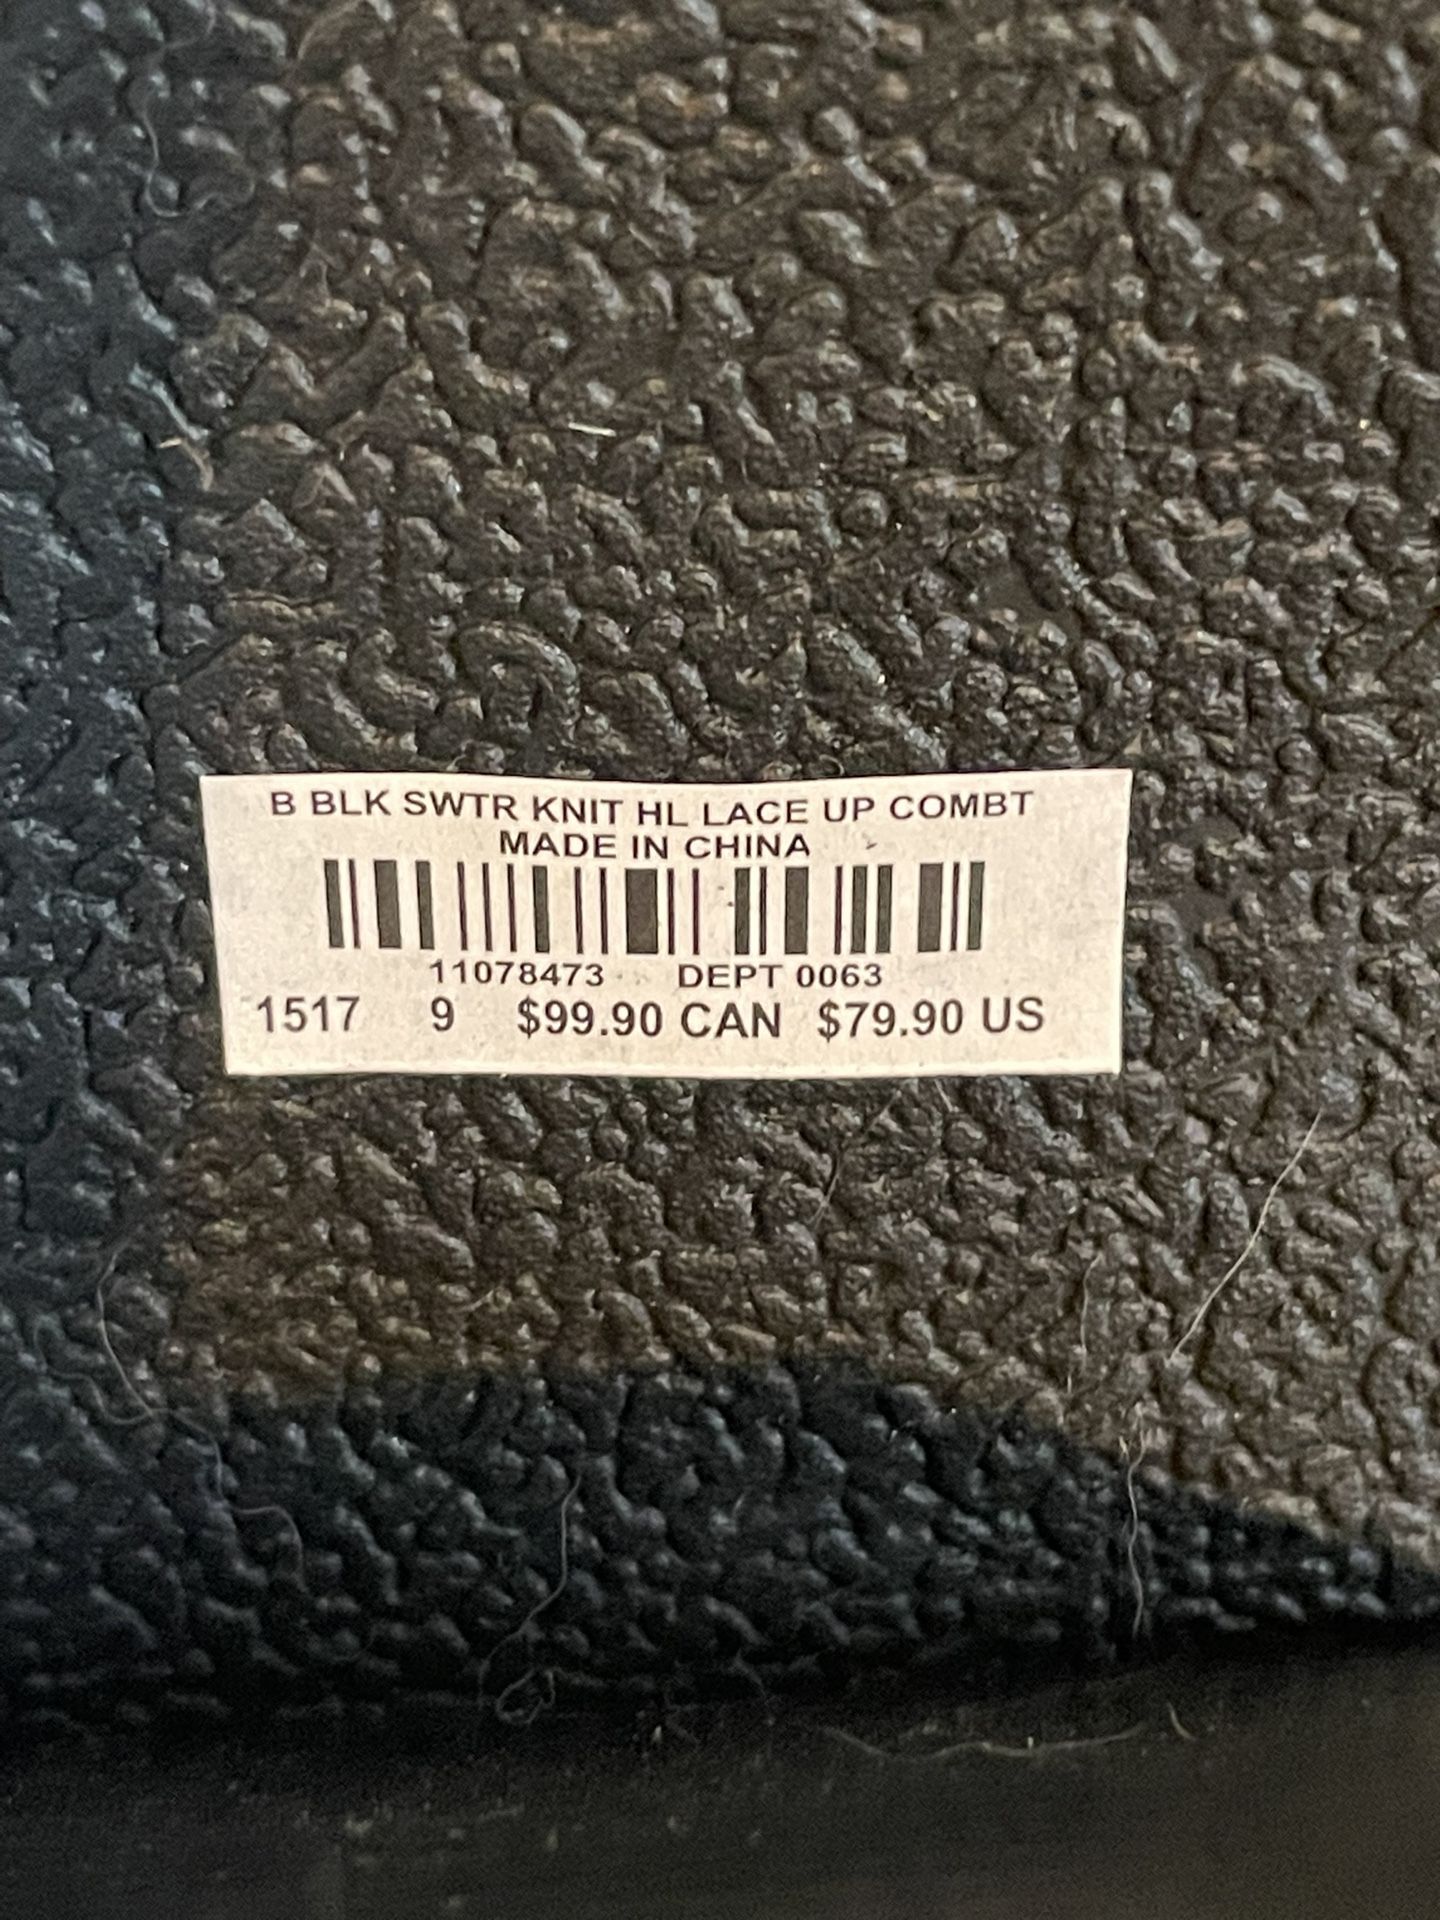 B BLK SWTR KNIT HL LACE UP COMBT
MADE IN CHINA
11078473 DEPT 0063
1517 9 $99.90 CAN $79.90 US